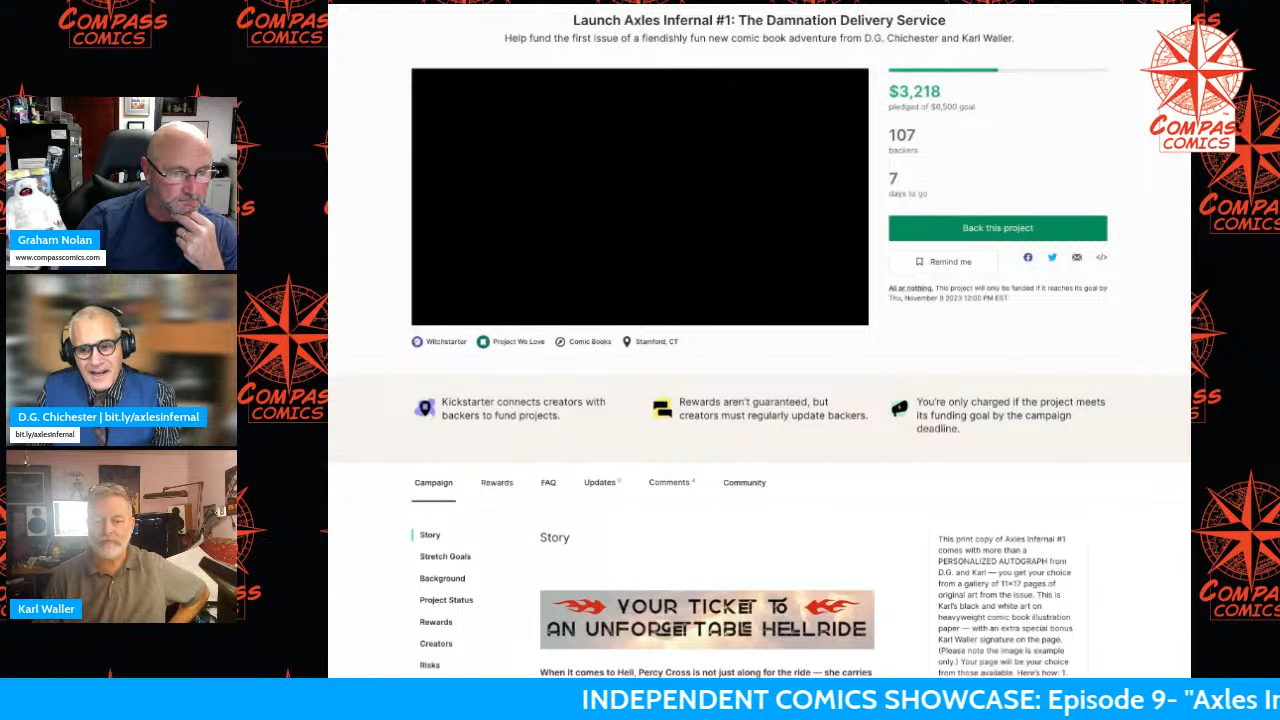 COMPASS
COMICS
Graham Nolan
www.compasscomics.com
D.G. Chichester | bit.ly/axlesInfernal
bit.ly/axlesInfernal
Karl Waller
Launch Axles Infernal #1: The Damnation Delivery Service
Help fund the first issue of a fiendishly fun new comic book adventure from D.G. Chichester and Karl Waller.
$3,218
pledged of $6,500 goal
107
backers
7
days to go
Back this project
Remind me
</>
All or nothing. This project will only be funded if it reaches its goal by
Thu, November 9 2023 12:00 PM EST.
Witchstarter
Project We Love
Comic Books
Stamford, CT
Kickstarter connects creators with
backers to fund projects.
Rewards aren't guaranteed, but
creators must regularly update backers.
You're only charged if the project meets
its funding goal by the campaign
deadline.
Campaign
Rewards
FAQ
Updates
Comments 4
Community
Story
Stretch Goals
Background
Project Status
Rewards
Creators
Risks
Story
YOUR TICKET TO
AN UNFORGETTABLE HELLRIDE
When it comes to Hell, Percy Cross is not just along for the ride — she carries
This print copy of Axles Infernal #1
comes with more than a
PERSONALIZED AUTOGRAPH from
D.G. and Karl — you get your choice
from a gallery of 11x17 pages of
original art from the issue. This is
Karl's black and white art on
heavyweight comic book illustration
paper — with an extra special bonus
Karl Waller signature on the page.
(Please note the image is example
only.) Your page will be your choice
from those available. Here's how: 1.
COMPASS
COMICS
INDEPENDENT COMICS SHOWCASE: Episode 9- "Axles In